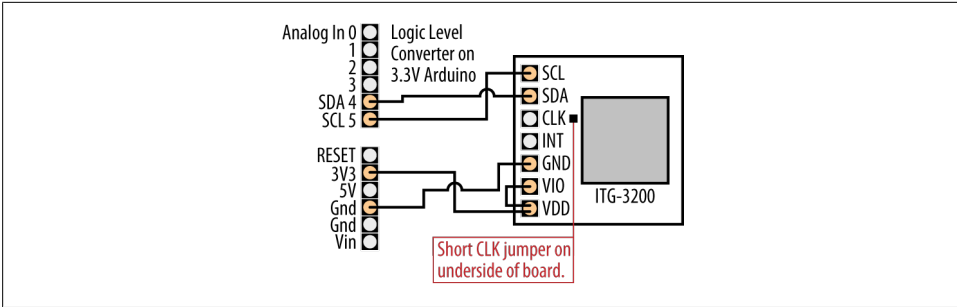 Analog In 0
1
2
3
SDA 4
SCL 5
Logic Level
Converter on
3.3V Arduino
RESET
3V3
5V
Gnd
Gnd
Vin
SCL
SDA
CLK
INT
GND
VIO
VDD
ITG-3200
Short CLK jumper on
underside of board.